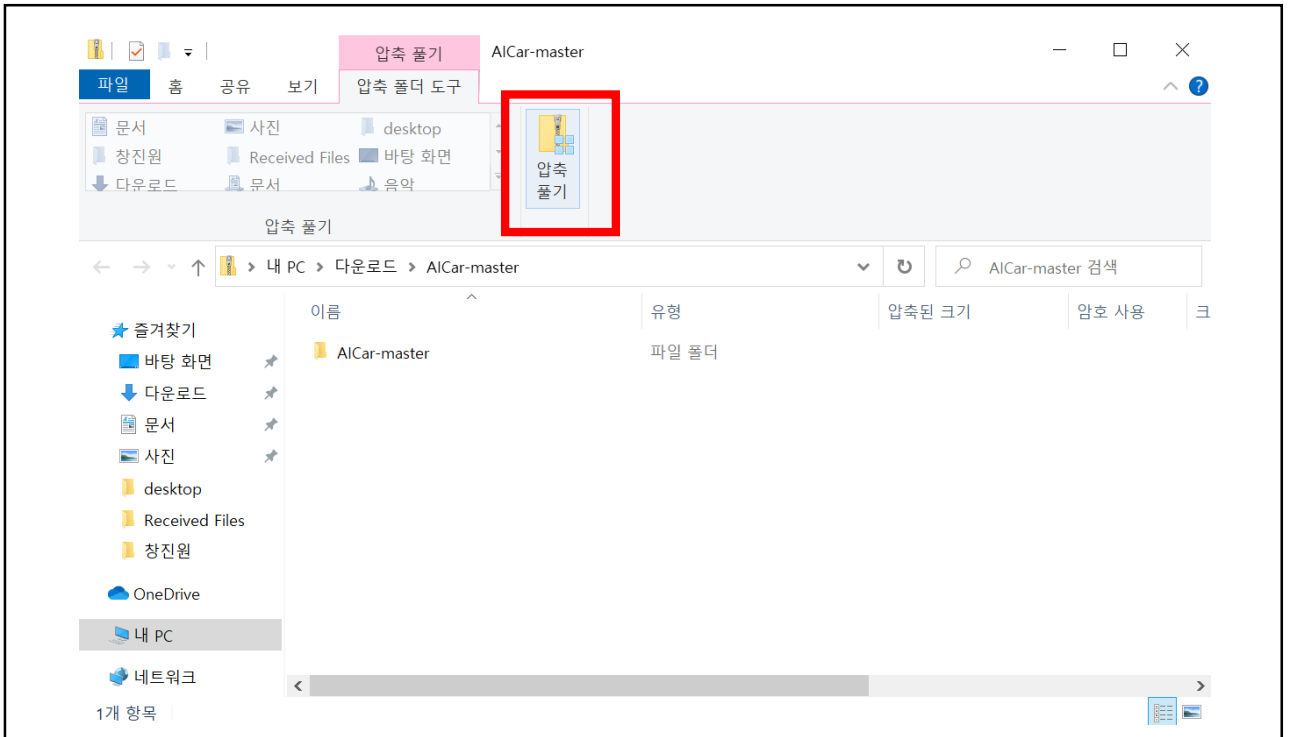 압축 풀기 AICar-master
파일 홈 공유 보기 압축 폴더 도구
문서 사진 desktop
창진원 Received Files 바탕 화면
다운로드 문서 음악
압축
풀기
압축 풀기
내 PC > 다운로드 > AICar-master
AICar-master 검색
이름 유형 압축된 크기 암호 사용 크
AICar-master 파일 폴더
즐겨찾기
바탕 화면
다운로드
문서
사진
desktop
Received Files
창진원
OneDrive
내 PC
네트워크
1개 항목